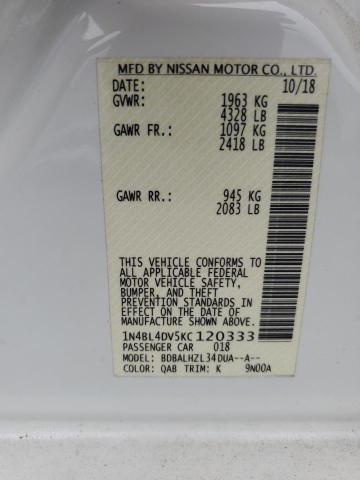 MFD BY NISSAN MOTOR CO., LTD.
DATE: 10/18
GVWR: 1963 KG
4328 LB
GAWR FR.: 1097 KG
2418 LB
GAWR RR.: 945 KG
2083 LB
THIS VEHICLE CONFORMS TO
ALL APPLICABLE FEDERAL
MOTOR VEHICLE SAFETY,
BUMPER, AND THEFT
PREVENTION STANDARDS
IN EFFECT ON THE DATE OF
MANUFACTURE SHOWN ABOVE.
1N4BL4DV5KC120333
PASSENGER CAR 018
MODEL: BDBALHZL34DUA--A--
COLOR: QAB TRIM: K 9N00A